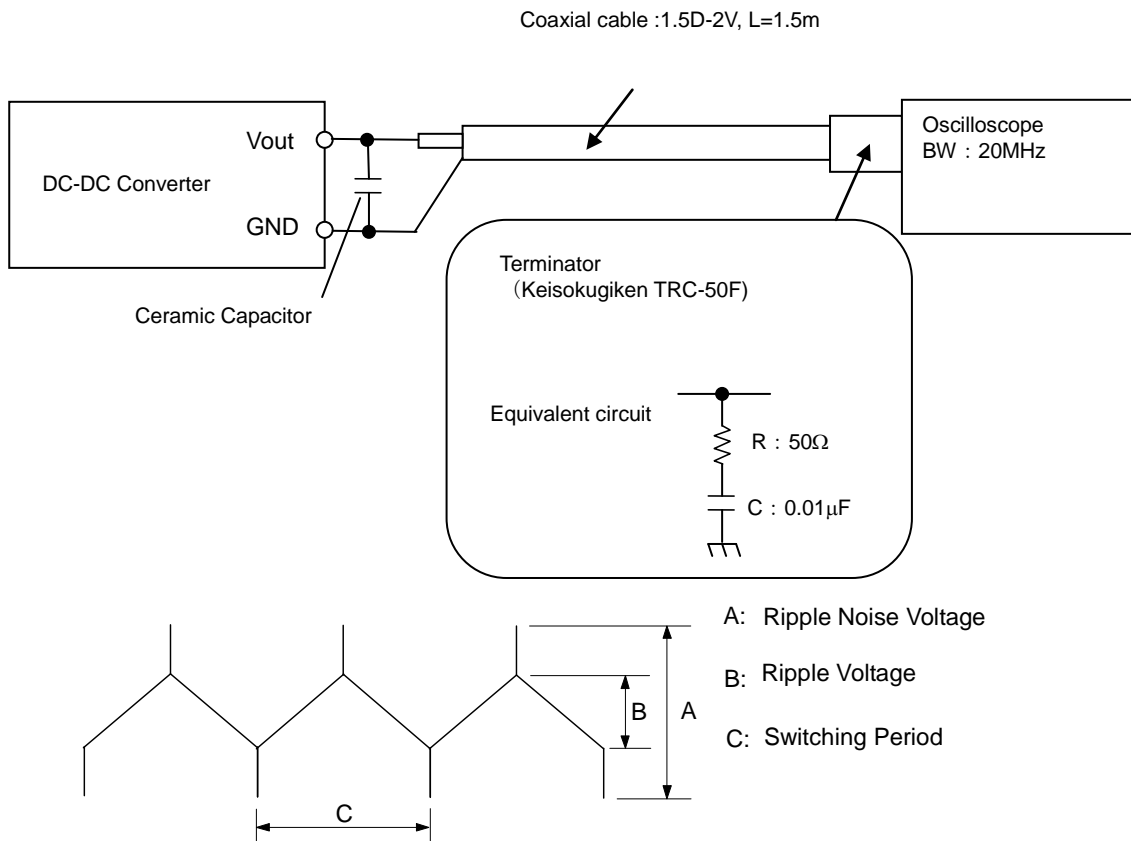 Coaxial cable :1.5D-2V, L=1.5m
Vout
DC-DC Converter
GND
Ceramic Capacitor
Oscilloscope
BW：20MHz
Terminator
（Keisokugiken TRC-50F)
Equivalent circuit
R：50Ω
C：0.01μF
A: Ripple Noise Voltage
B: Ripple Voltage
C: Switching Period
B
A
C